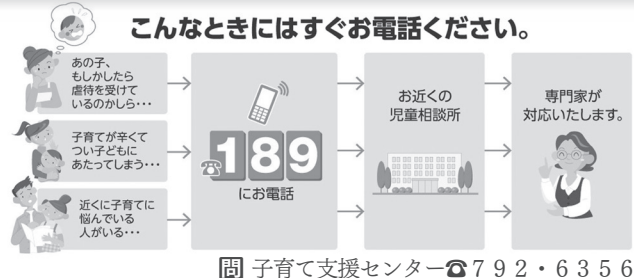 こんなときにはすぐお電話ください。
あの子、
もしかしたら
虐待を受けて
いるのかしら・・・
子育てが辛くて
つい子どもに
あたってしまう・・・
近くに子育てに
悩んでいる
人がいる・・・
☎189
にお電話
お近くの
児童相談所
専門家が
対応いたします。
問 子育て支援センター☎７９２・６３５６